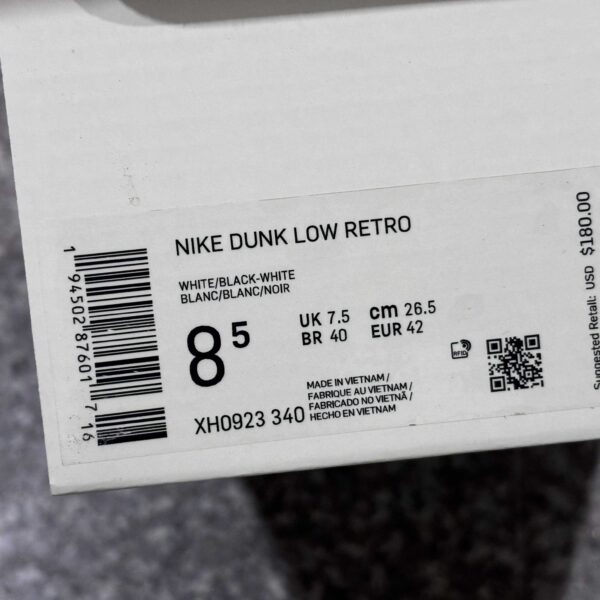 NIKE DUNK LOW RETRO
WHITE/BLACK-WHITE
BLANC/BLANC/NOIR
8 5
UK 7.5 cm 26.5
BR 40 EUR 42
XH0923 340
MADE IN VIETNAM /
FABRIQUE AU VIETNAM /
FABRICADO NO VIETNÃ /
HECHO EN VIETNAM
RFID
1 94502 87601 7 16
Suggested Retail: USD $180.00